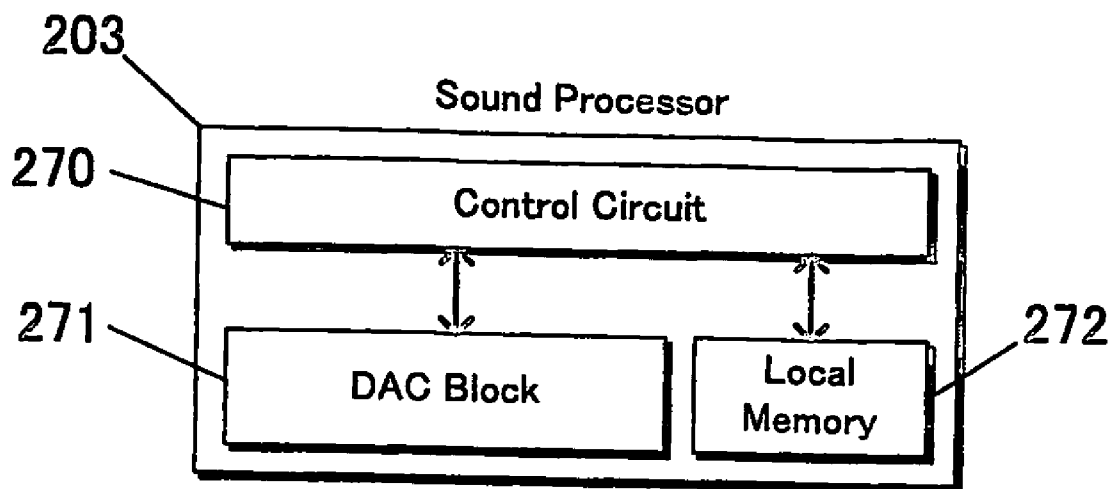 203
Sound Processor
270
Control Circuit
271
DAC Block
Local
Memory
272